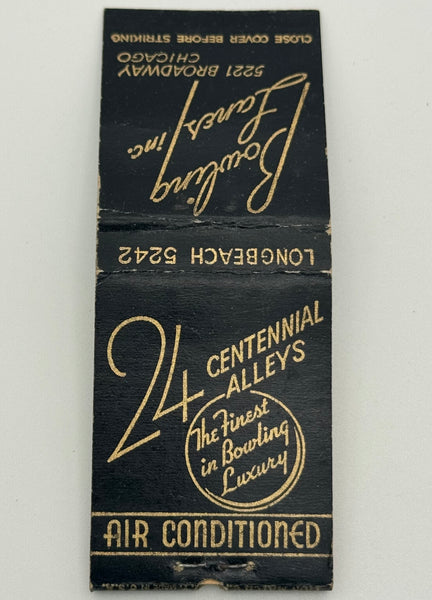 CLOSE COVER BEFORE STRIKING
Bowling
Lanes inc.
5221 BROADWAY
CHICAGO
LONGBEACH 5242
24 CENTENNIAL
ALLEYS
The Finest
in Bowling
Luxury
AIR CONDITIONED